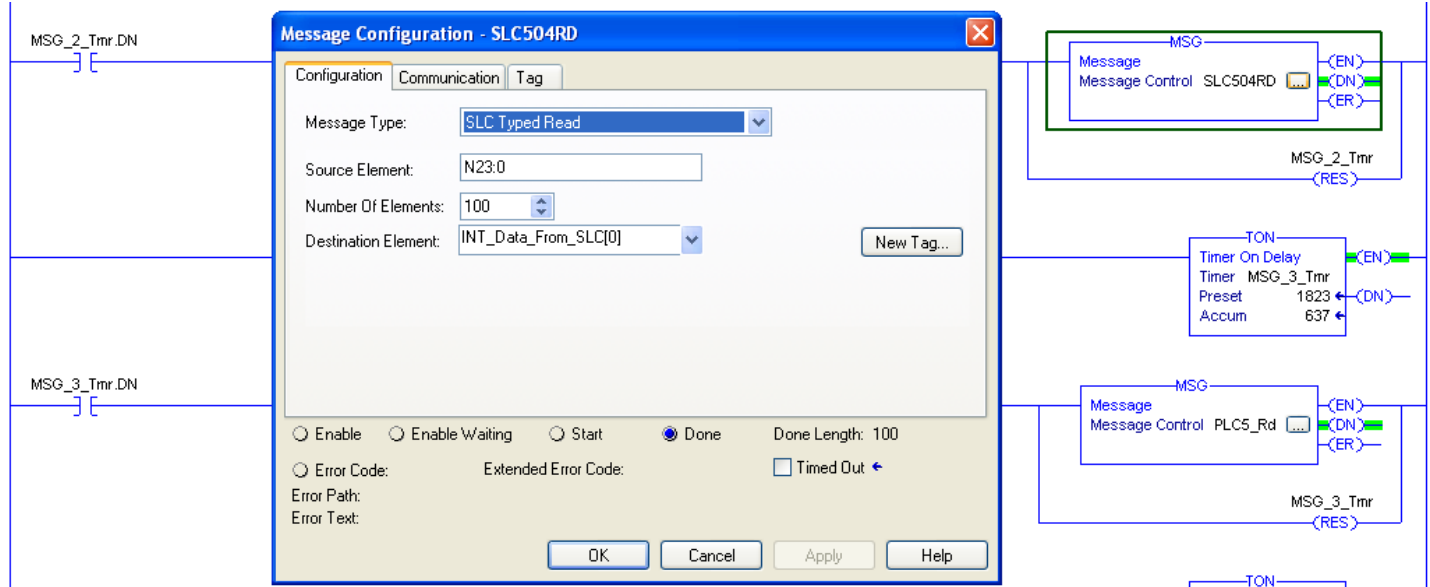 MSG_2_Tmr.DN
Message Configuration - SLC504RD
Configuration Communication Tag
Message Type: SLC Typed Read
Source Element: N23:0
Number Of Elements: 100
Destination Element: INT_Data_From_SLC[0] New Tag...
Enable Enable Waiting Start Done Done Length: 100
Error Code: Extended Error Code: Timed Out
Error Path:
Error Text:
OK Cancel Apply Help
MSG
Message (EN)
Message Control SLC504RD ... (DN)
(ER)
MSG_2_Tmr
(RES)
TON
Timer On Delay (EN)
Timer MSG_3_Tmr
Preset 1823 (DN)
Accum 637
MSG_3_Tmr.DN
MSG
Message (EN)
Message Control PLC5_Rd ... (DN)
(ER)
MSG_3_Tmr
(RES)
TON